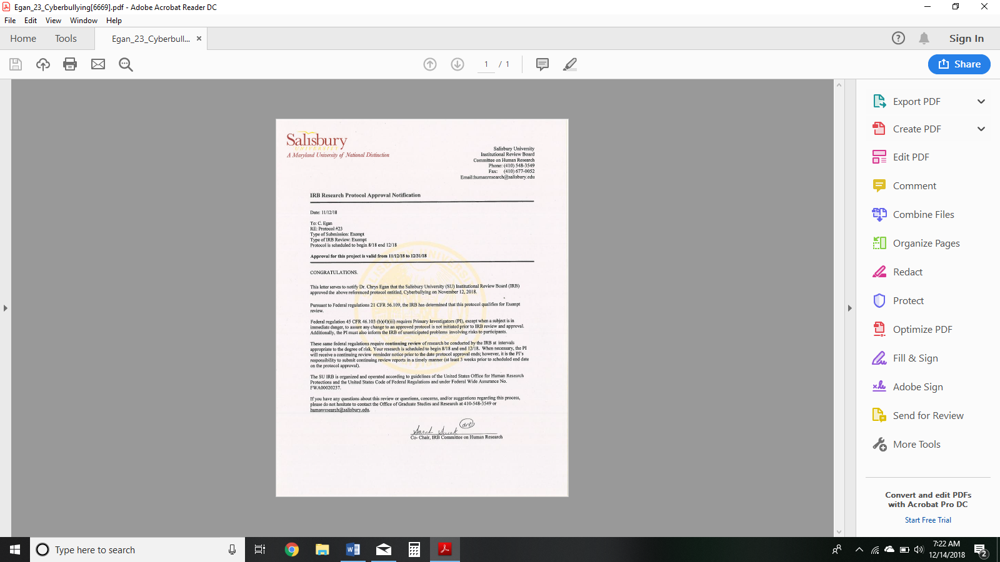 Egan_23_Cyberbullying[6669].pdf - Adobe Acrobat Reader DC
File Edit View Window Help
Home Tools Egan_23_Cyberbull... × Sign In
1 / 1 Share
Salisbury
UNIVERSITY
A Maryland University of National Distinction
Salisbury University
Institutional Review Board
Committee on Human Research
Phone: (410) 548-3549
Fax: (410) 677-0052
Email:humanresearch@salisbury.edu
IRB Research Protocol Approval Notification
Date: 11/12/18
To: C. Egan
RE: Protocol #23
Type of Submission: Exempt
Type of IRB Review: Exempt
Protocol is scheduled to begin 8/18 end 12/18
Approval for this project is valid from 11/12/18 to 12/31/18
CONGRATULATIONS.
This letter serves to notify Dr. Chrys Egan that the Salisbury University (SU) Institutional Review Board (IRB)
approved the above referenced protocol entitled, Cyberbullying on November 12, 2018.
Pursuant to Federal regulations 21 CFR 56.109, the IRB has determined that this protocol qualifies for Exempt
review.
Federal regulation 45 CFR 46.103 (b)(4)(iii) requires Primary Investigators (PI), except when a subject is in
immediate danger, to assure any change to an approved protocol is not initiated prior to IRB review and approval.
Additionally, the PI must also inform the IRB of unanticipated problems involving risks to participants.
These same federal regulations require continuing review of research be conducted by the IRB at intervals
appropriate to the degree of risk. Your research is scheduled to begin 8/18 and end 12/18. When necessary, the PI
will receive a continuing review reminder notice prior to the date protocol approval ends; however, it is the PI's
responsibility to submit continuing review reports in a timely manner (at least 3 weeks prior to scheduled end date
on the protocol approval).
The SU IRB is organized and operated according to guidelines of the United States Office for Human Research
Protections and the United States Code of Federal Regulations and under Federal Wide Assurance No.
FWA00020237.
If you have any questions about this review or questions, concerns, and/or suggestions regarding this process,
please do not hesitate to contact the Office of Graduate Studies and Research at 410-548-3549 or
humanresearch@salisbury.edu.
Sarah
Co- Chair, IRB Committee on Human Research
Export PDF
Create PDF
Edit PDF
Comment
Combine Files
Organize Pages
Redact
Protect
Optimize PDF
Fill & Sign
Adobe Sign
Send for Review
More Tools
Convert and edit PDFs
with Acrobat Pro DC
Start Free Trial
Type here to search
7:22 AM
12/14/2018
2